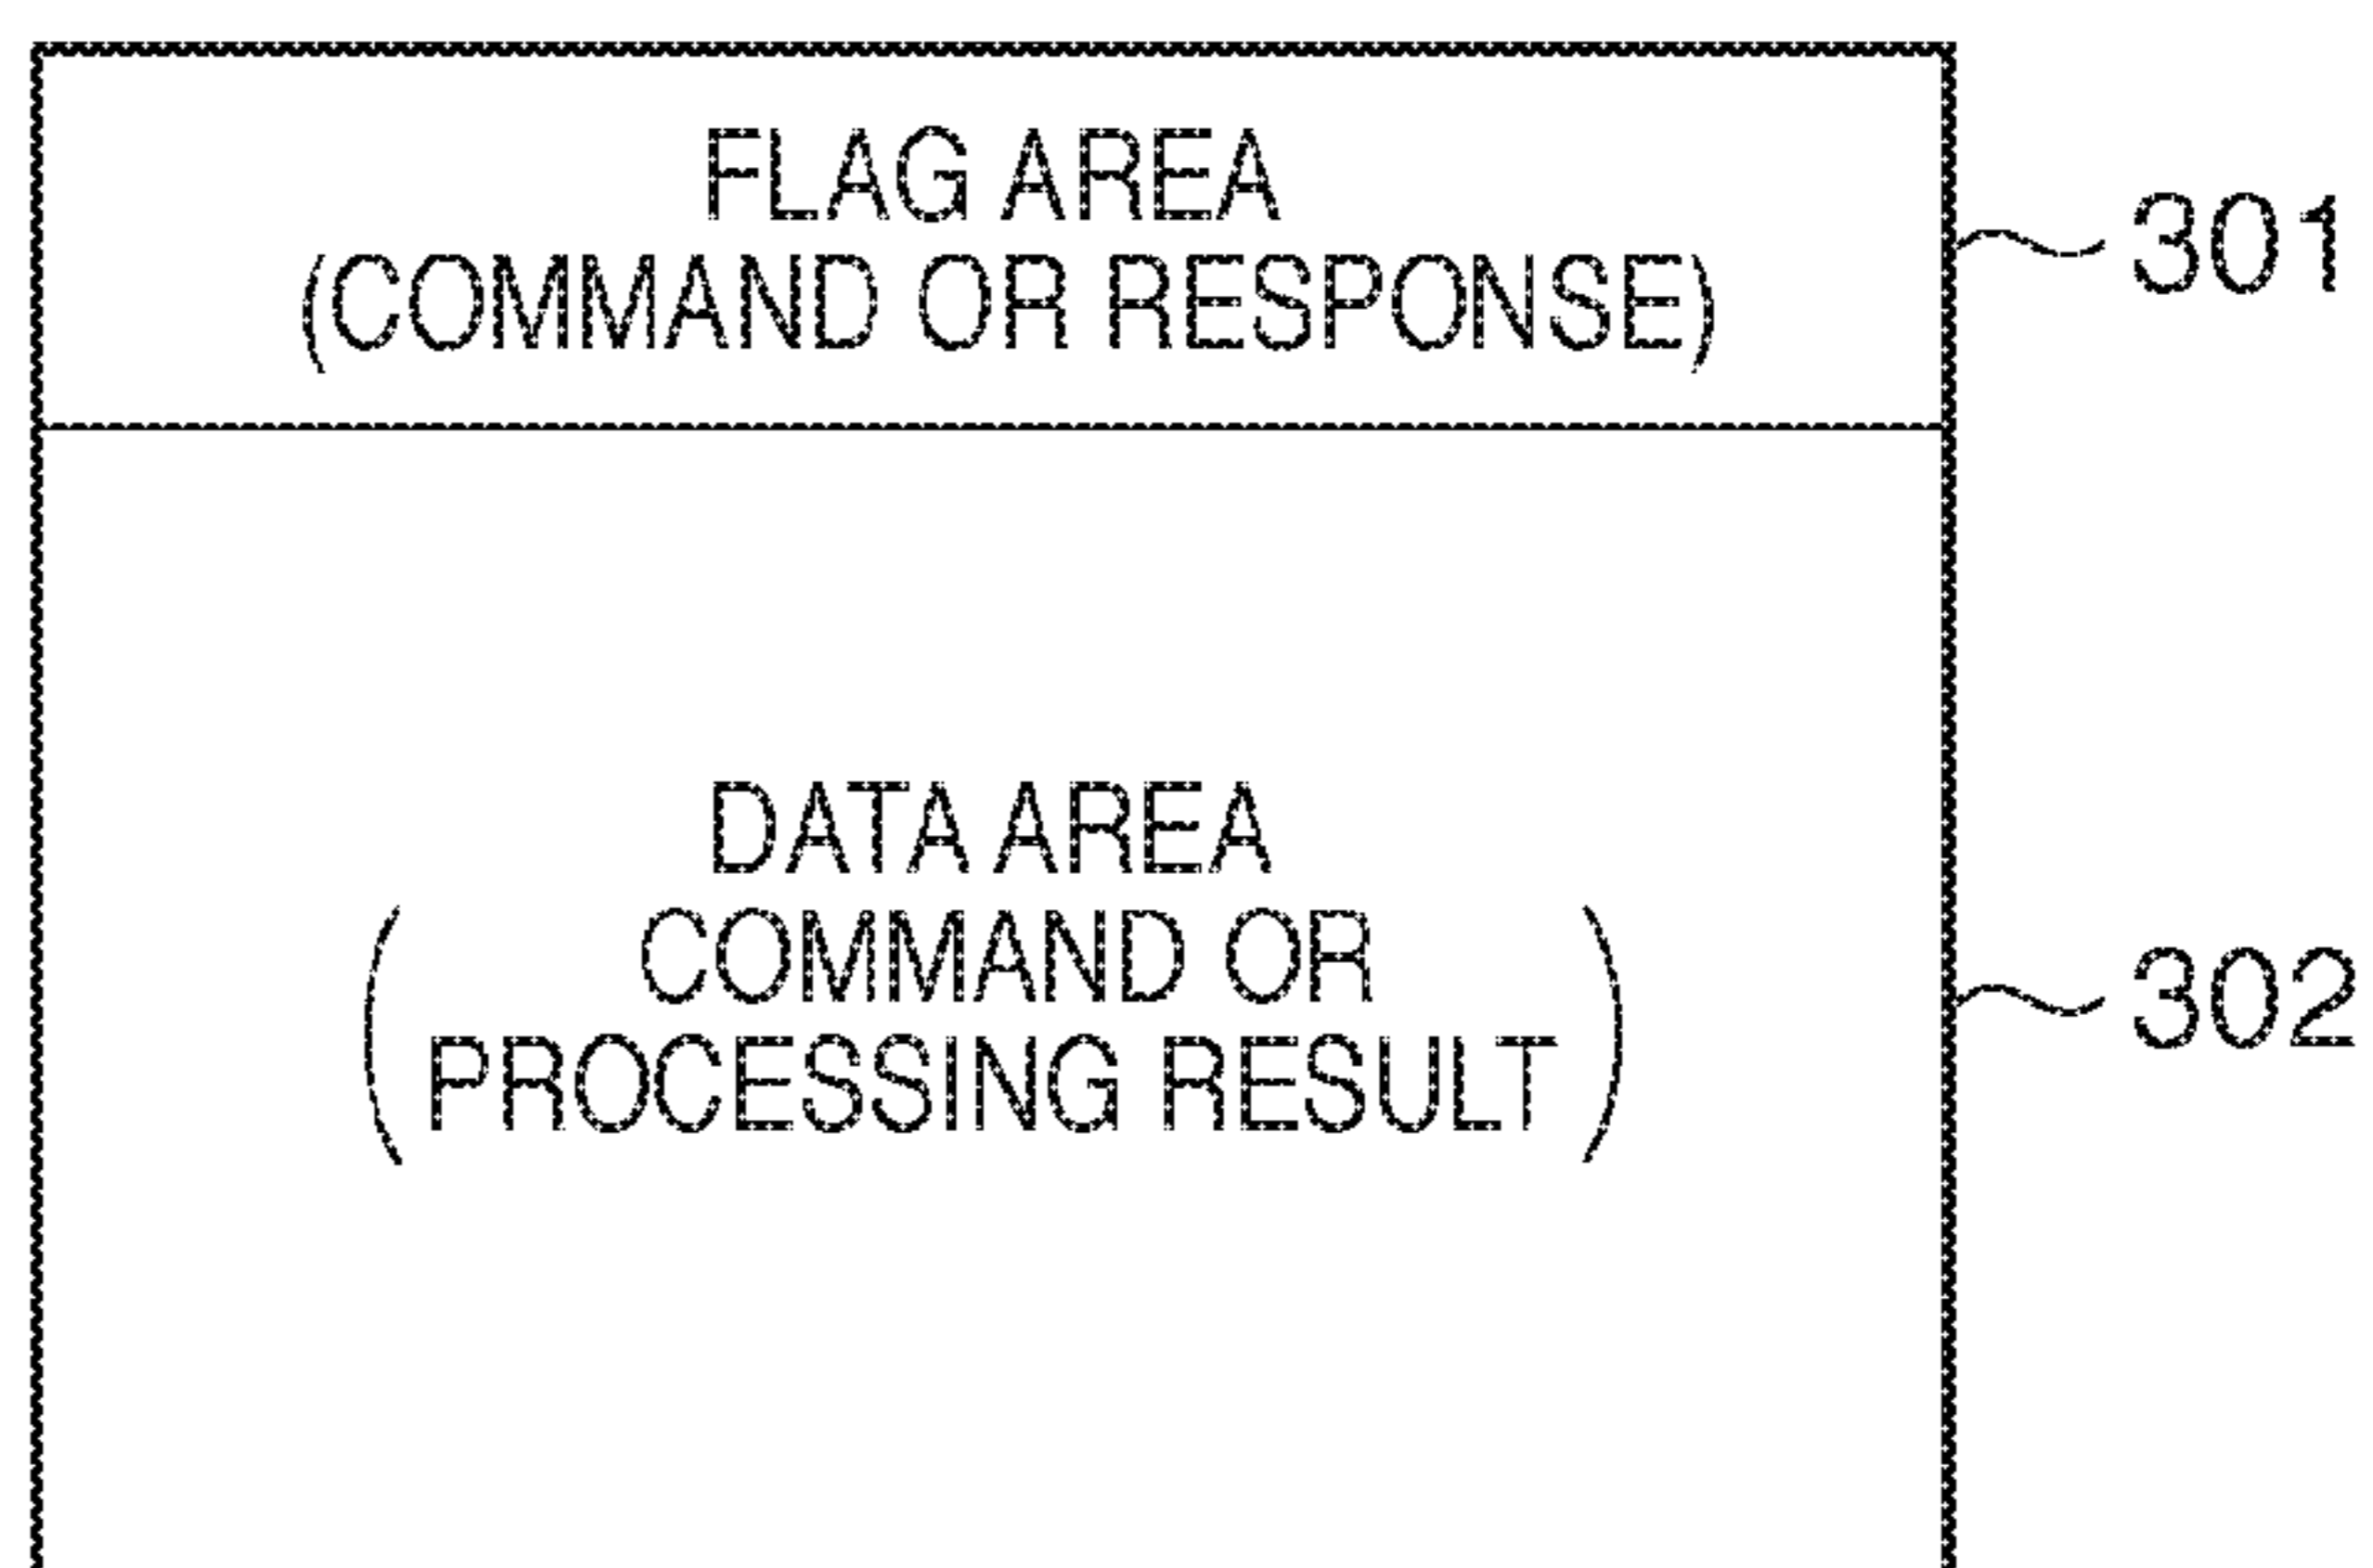 FLAG AREA
(COMMAND OR RESPONSE)
301
DATA AREA
(COMMAND OR
PROCESSING RESULT)
302